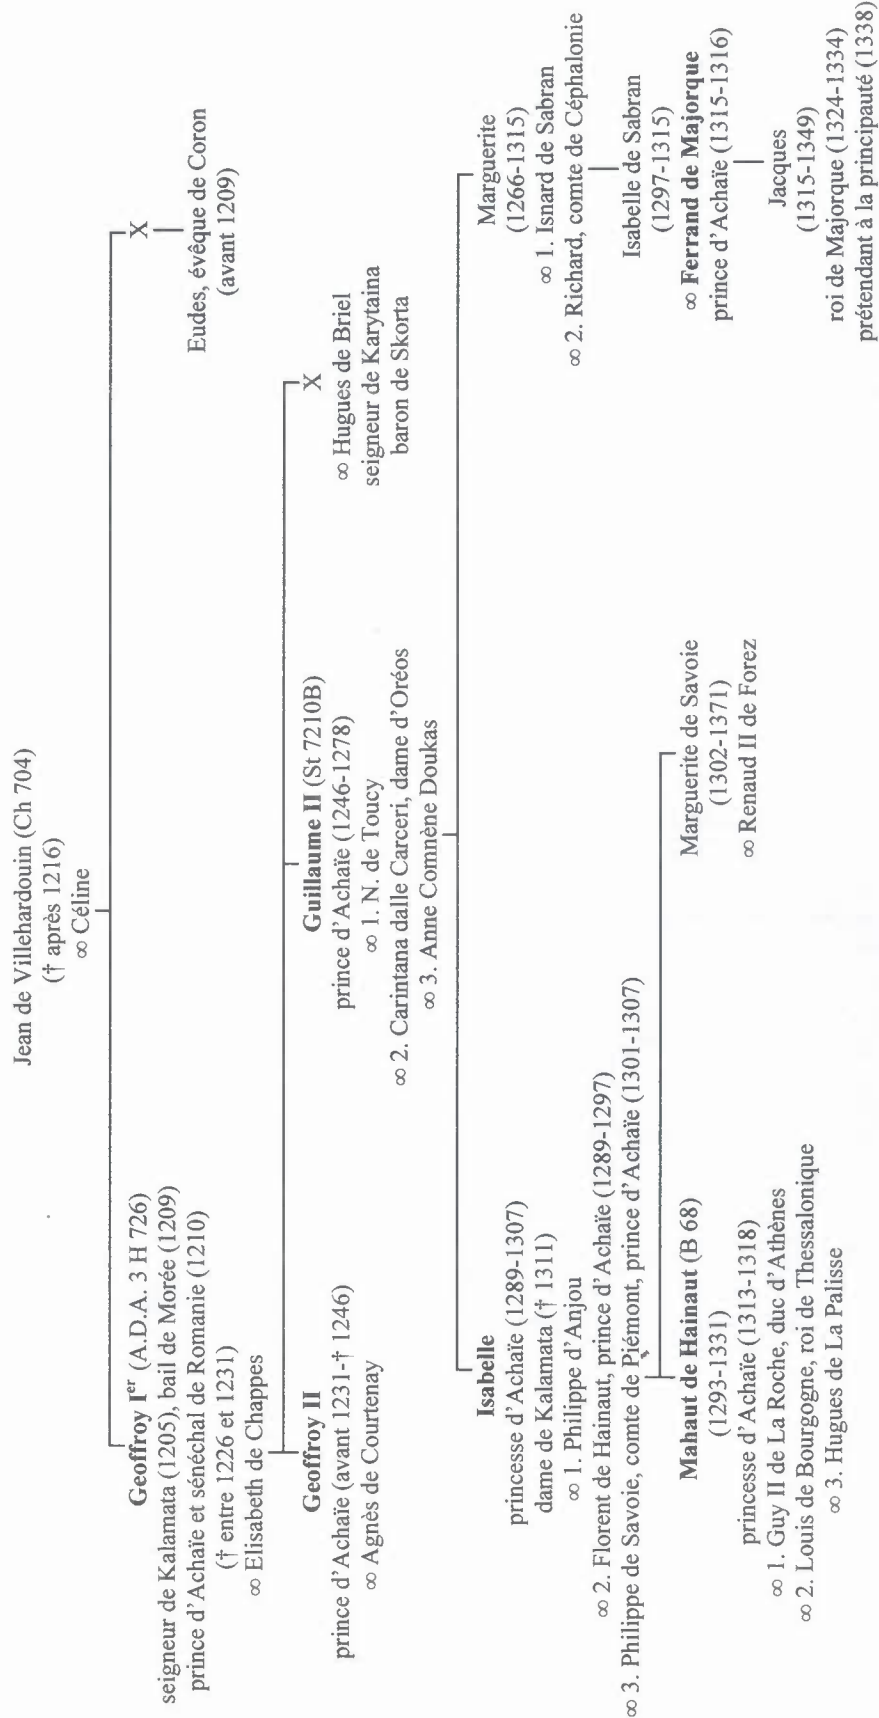 Jean de Villehardouin (Ch 704)
(† après 1216)
∞ Céline
Geoffroy Ier (A.D.A. 3 H 726)
seigneur de Kalamata (1205), bail de Morée (1209)
prince d'Achaïe et sénéchal de Romanie (1210)
(† entre 1226 et 1231)
∞ Elisabeth de Chappes
X
Eudes, évêque de Coron
(avant 1209)
Geoffroy II
prince d'Achaïe (avant 1231-† 1246)
∞ Agnès de Courtenay
Guillaume II (St 7210B)
prince d'Achaïe (1246-1278)
∞ 1. N. de Toucy
∞ 2. Carintana dalle Carceri, dame d'Oréos
∞ 3. Anne Comnène Doukas
X
∞ Hugues de Briel
seigneur de Karytaina
baron de Skorta
Isabelle
princesse d'Achaïe (1289-1307)
dame de Kalamata († 1311)
∞ 1. Philippe d'Anjou
∞ 2. Florent de Hainaut, prince d'Achaïe (1289-1297)
∞ 3. Philippe de Savoie, comte de Piémont, prince d'Achaïe (1301-1307)
Marguerite
(1266-1315)
∞ 1. Isnard de Sabran
∞ 2. Richard, comte de Céphalonie
Isabelle de Sabran
(1297-1315)
∞ Ferrand de Majorque
prince d'Achaïe (1315-1316)
Jacques
(1315-1349)
roi de Majorque (1324-1334)
prétendant à la principauté (1338)
Mahaut de Hainaut (B 68)
(1293-1331)
princesse d'Achaïe (1313-1318)
∞ 1. Guy II de La Roche, duc d'Athènes
∞ 2. Louis de Bourgogne, roi de Thessalonique
∞ 3. Hugues de La Palisse
Marguerite de Savoie
(1302-1371)
∞ Renaud II de Forez